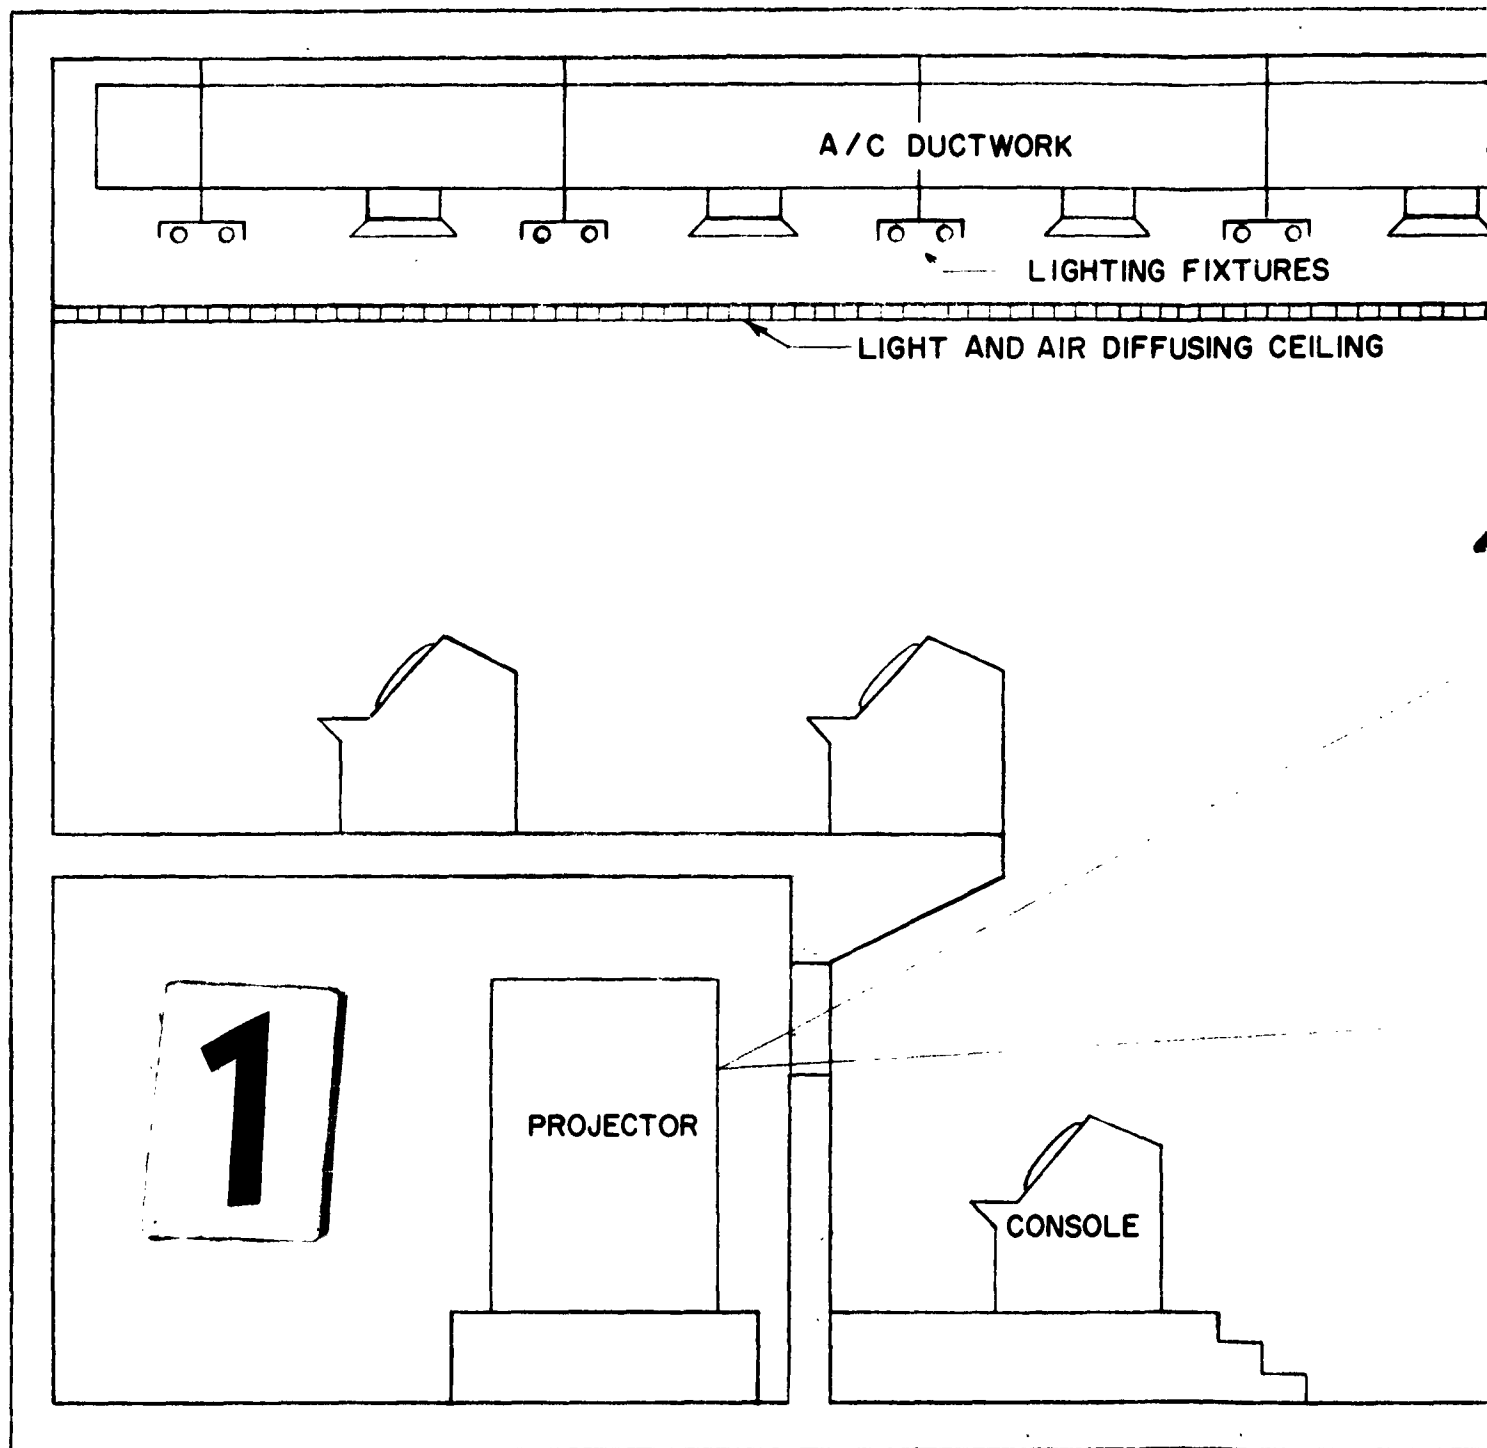 A/C DUCTWORK
LIGHTING FIXTURES
LIGHT AND AIR DIFFUSING CEILING
1
PROJECTOR
CONSOLE